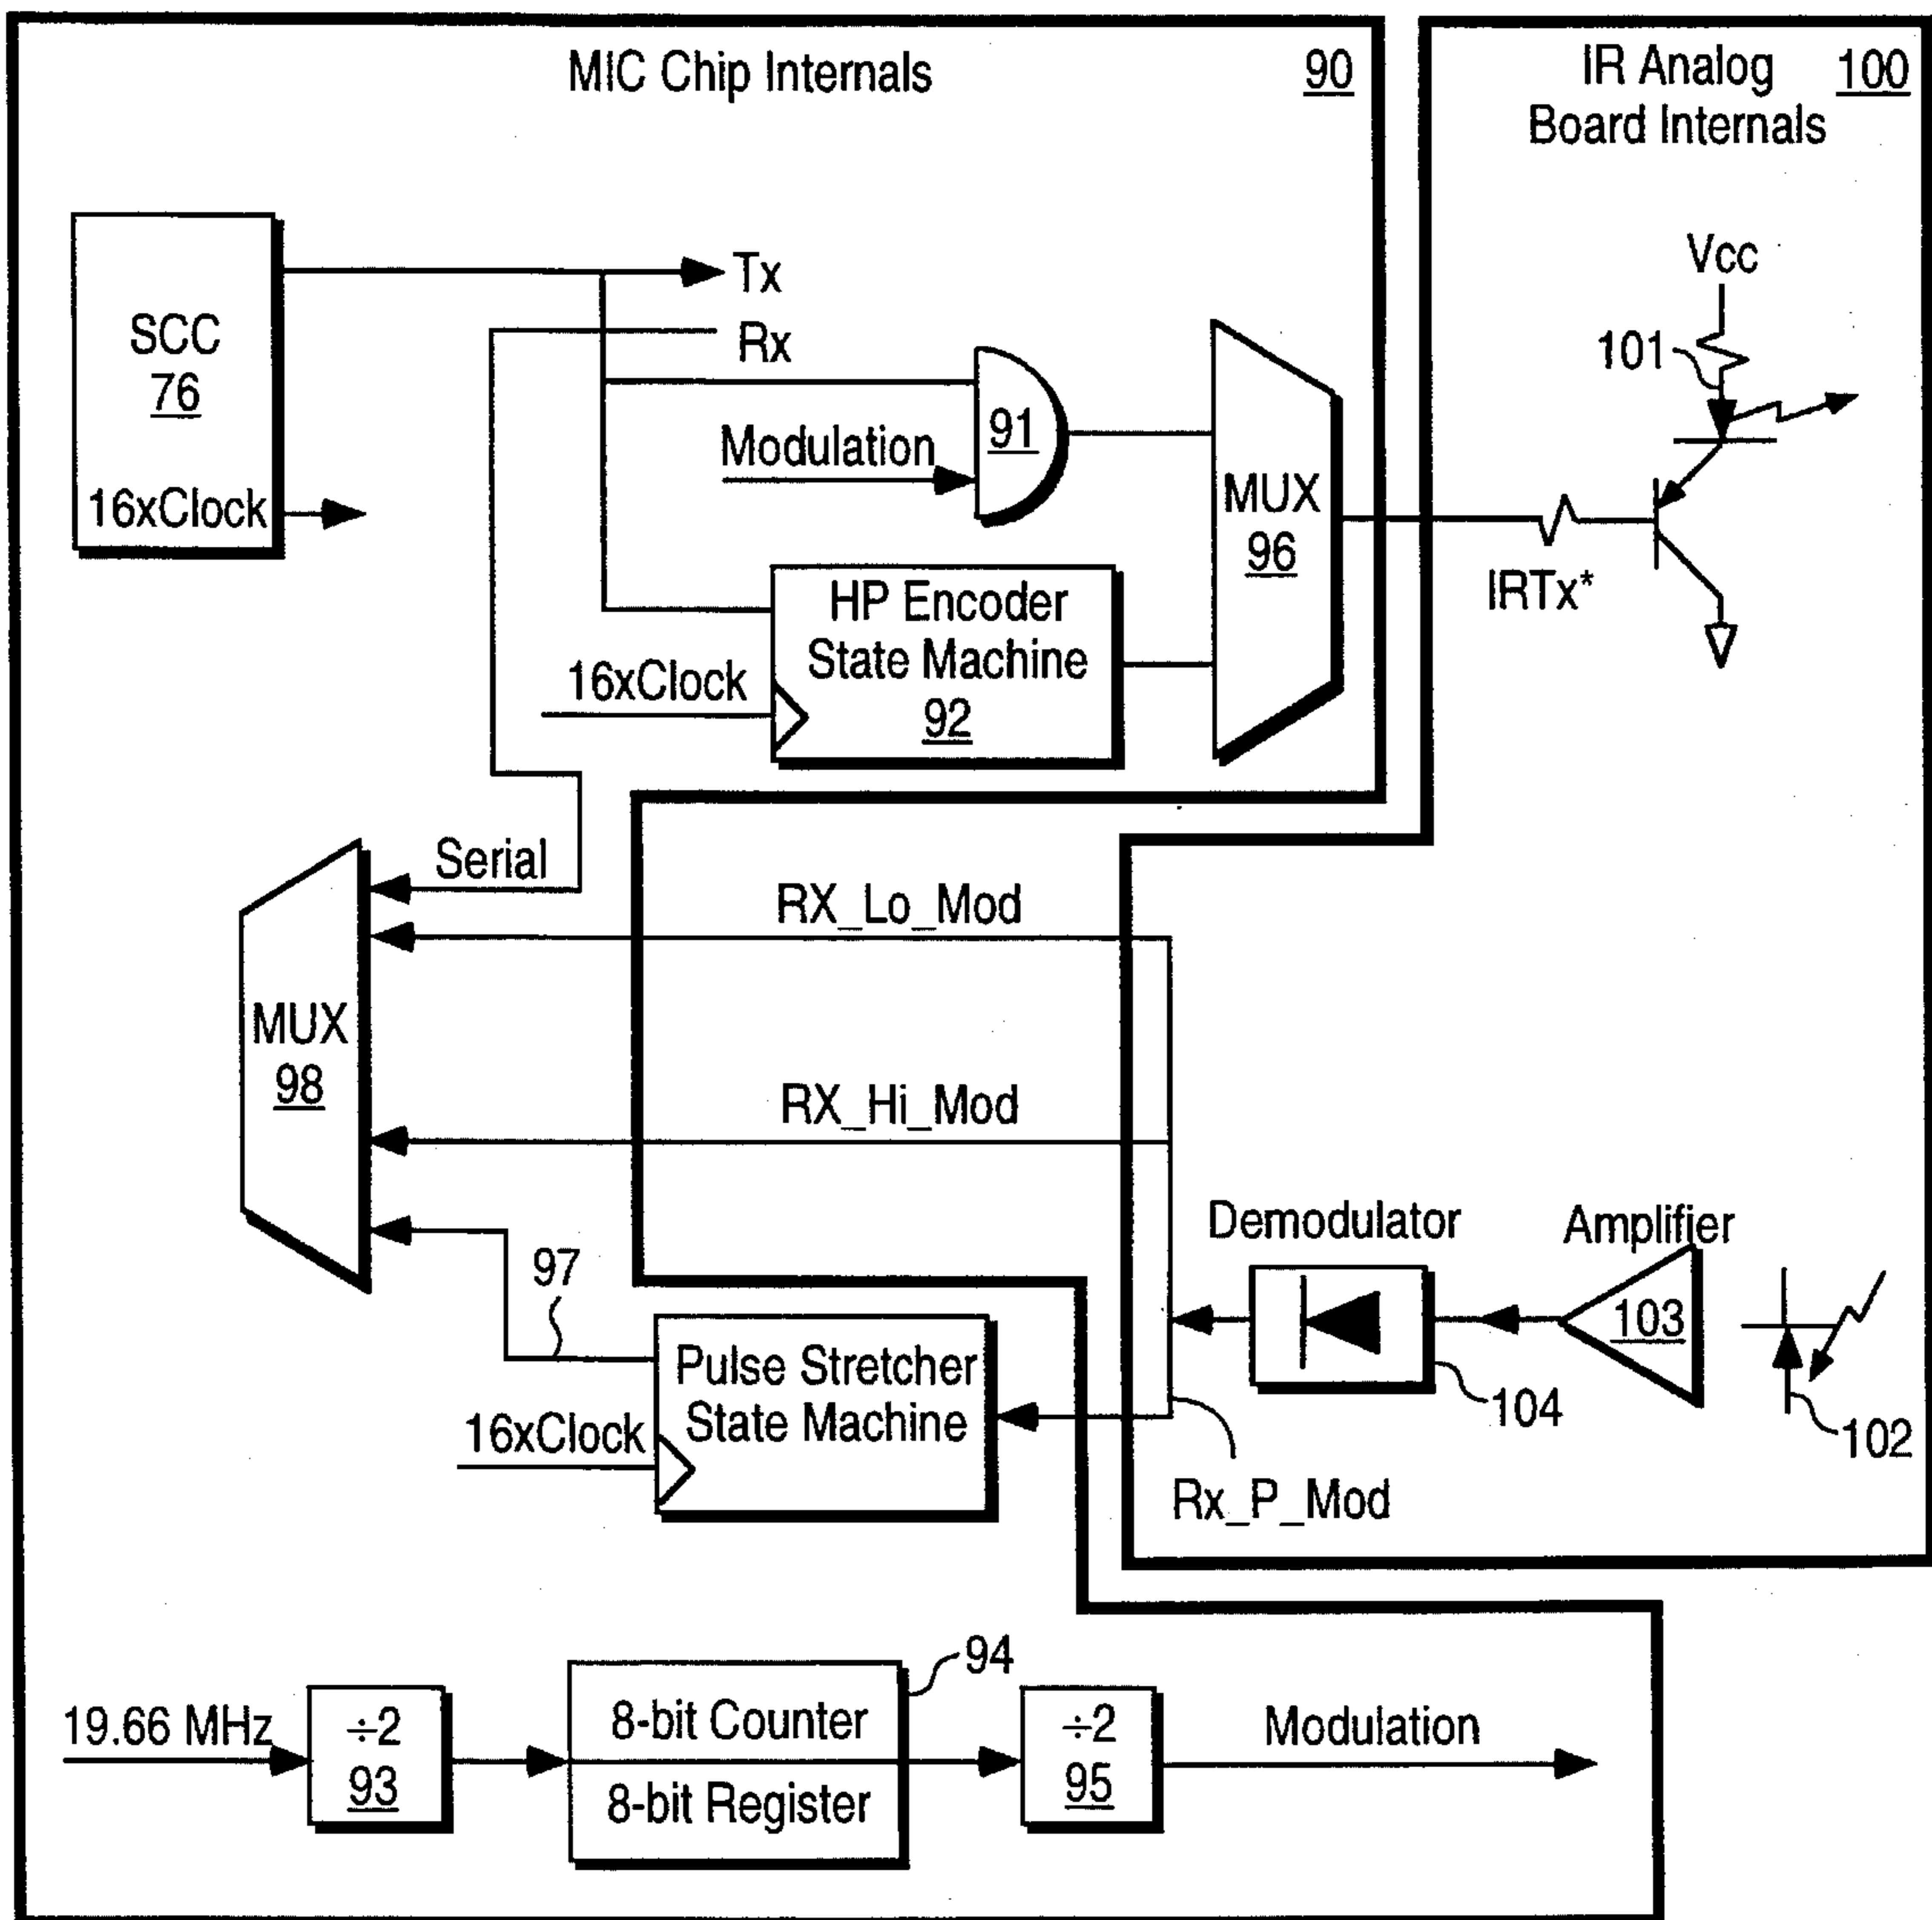 MIC Chip Internals
90
IR Analog
Board Internals
100
SCC
76
16xClock
Tx
Rx
Modulation
91
MUX
96
HP Encoder
State Machine
92
16xClock
Vcc
101
IRTx*
Serial
RX_Lo_Mod
MUX
98
RX_Hi_Mod
Demodulator
Amplifier
103
104
102
97
Pulse Stretcher
State Machine
16xClock
Rx_P_Mod
94
19.66 MHz
÷2
93
8-bit Counter
8-bit Register
÷2
95
Modulation